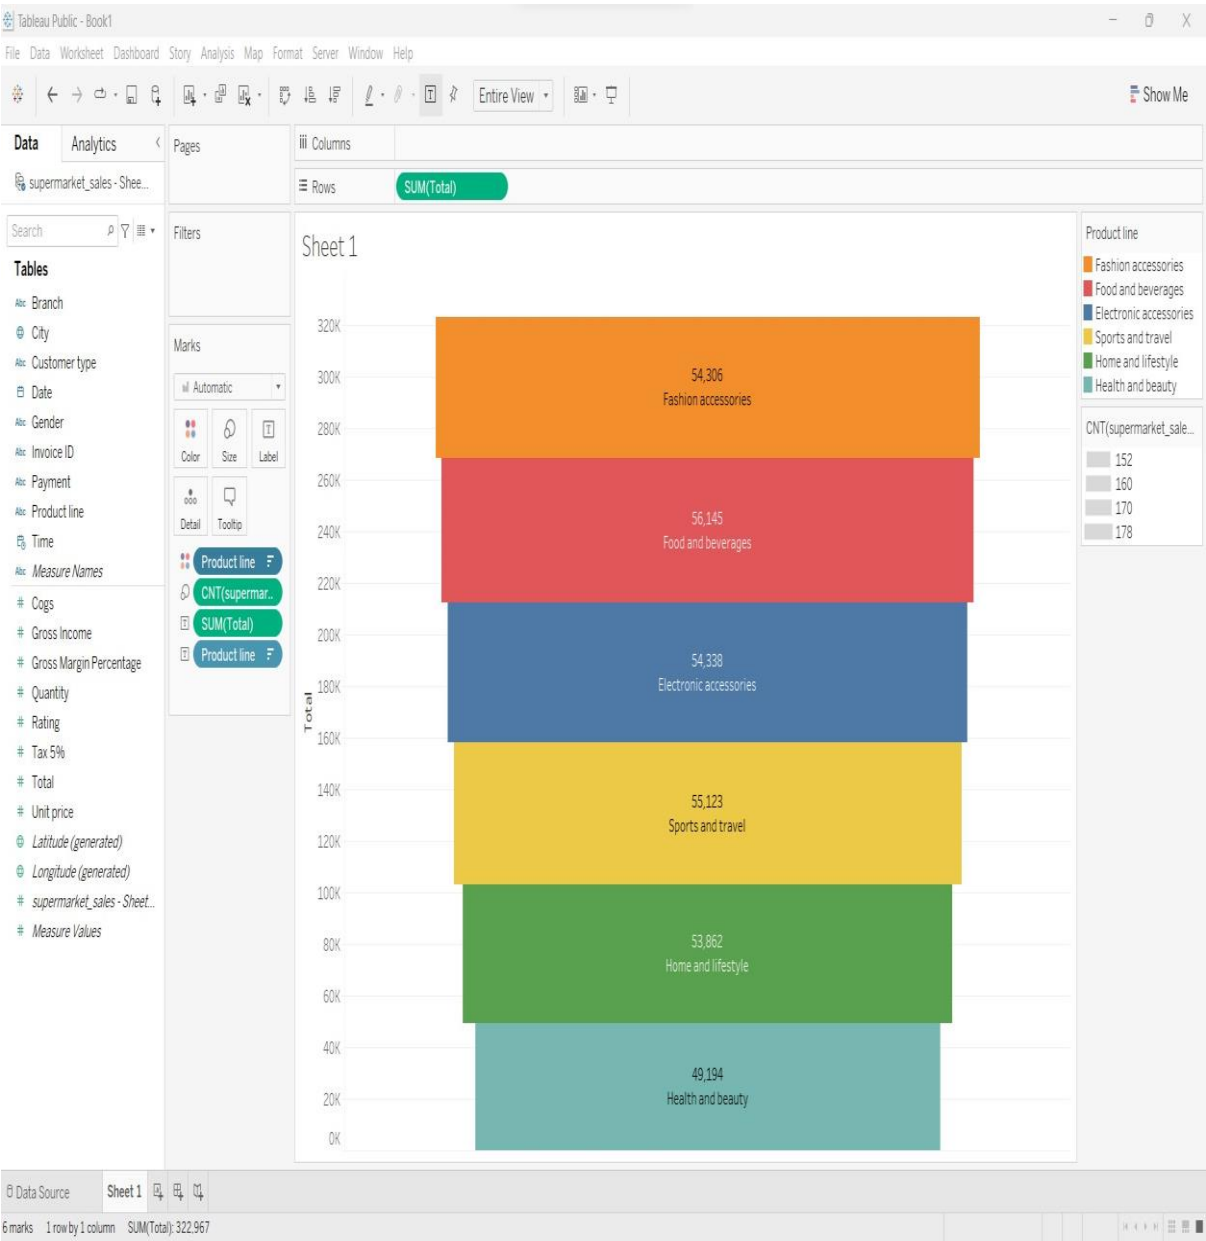 Tableau Public - Book1
File Data Worksheet Dashboard Story Analysis Map Format Server Window Help
Entire View
Show Me
Data Analytics
supermarket_sales - Shee...
Search
Tables
Abc Branch
City
Abc Customer type
Date
Abc Gender
Abc Invoice ID
Abc Payment
Abc Product line
Time
Abc Measure Names
# Cogs
# Gross Income
# Gross Margin Percentage
# Quantity
# Rating
# Tax 5%
# Total
# Unit price
Latitude (generated)
Longitude (generated)
# supermarket_sales - Sheet...
# Measure Values
Pages
Filters
Marks
Automatic
Color Size Label
Detail Tooltip
Product line
CNT(supermar..
SUM(Total)
Product line
Columns
Rows SUM(Total)
Sheet 1
Total
320K
300K
280K
260K
240K
220K
200K
180K
160K
140K
120K
100K
80K
60K
40K
20K
0K
54,306
Fashion accessories
56,145
Food and beverages
54,338
Electronic accessories
55,123
Sports and travel
53,862
Home and lifestyle
49,194
Health and beauty
Product line
Fashion accessories
Food and beverages
Electronic accessories
Sports and travel
Home and lifestyle
Health and beauty
CNT(supermarket_sale...
152
160
170
178
Data Source Sheet 1
6 marks 1 row by 1 column SUM(Total): 322,967